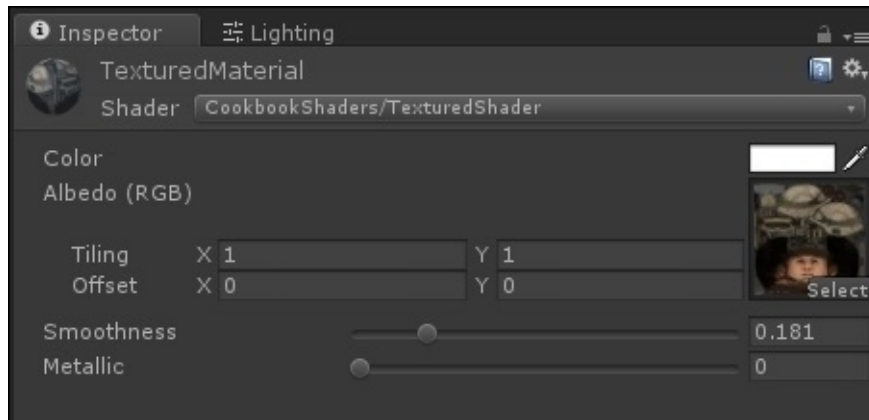 Inspector Lighting
TexturedMaterial
Shader CookbookShaders/TexturedShader
Color
Albedo (RGB)
Tiling X 1 Y 1
Offset X 0 Y 0
Select
Smoothness 0.181
Metallic 0